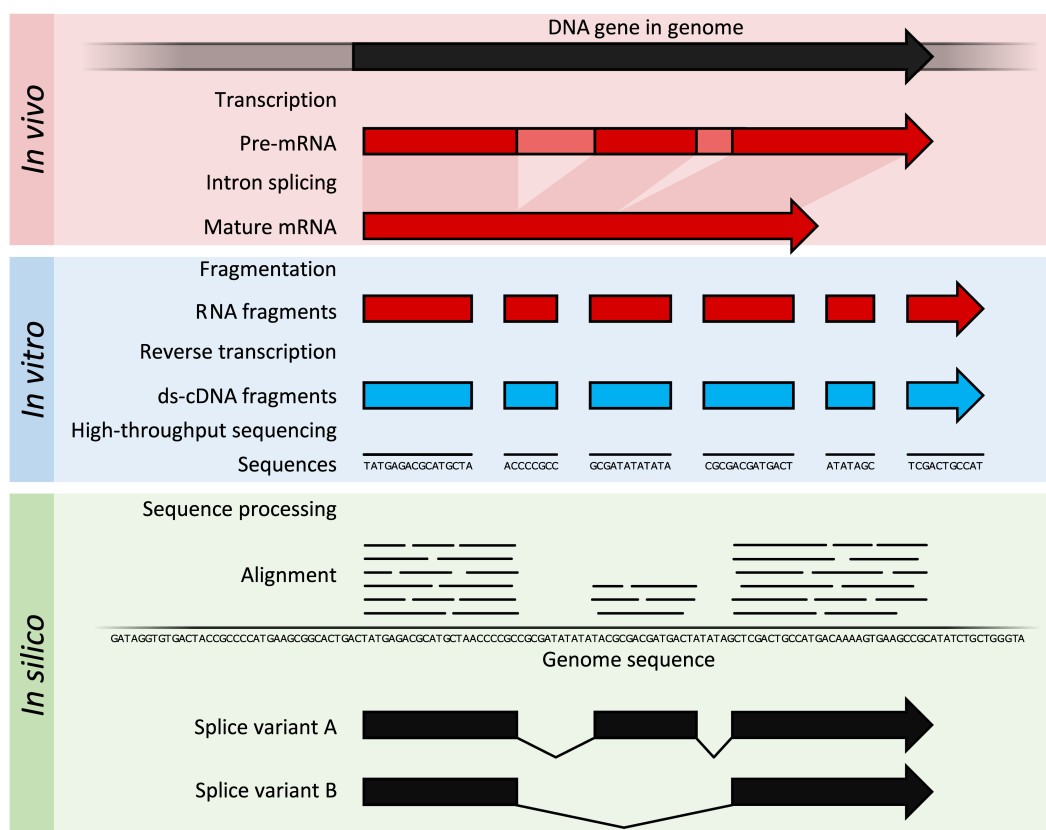 In vivo
DNA gene in genome
Transcription
Pre-mRNA
Intron splicing
Mature mRNA
In vitro
Fragmentation
RNA fragments
Reverse transcription
ds-cDNA fragments
High-throughput sequencing
Sequences
TATGAGACGCATGCTA ACCCCGCC GCGATATATATA CGCGACGATGACT ATATAGC TCGACTGCCAT
In silico
Sequence processing
Alignment
GATAGGTGTGACTACCGCCCCATGAAGCGGCACTGACTATGAGACGCATGCTAACCCCGCCGCGATATATATACGCGACGATGACTATATAGCTCGACTGCCATGACAAAAGTGAAGCCGCATATCTGCTGGGTA
Genome sequence
Splice variant A
Splice variant B